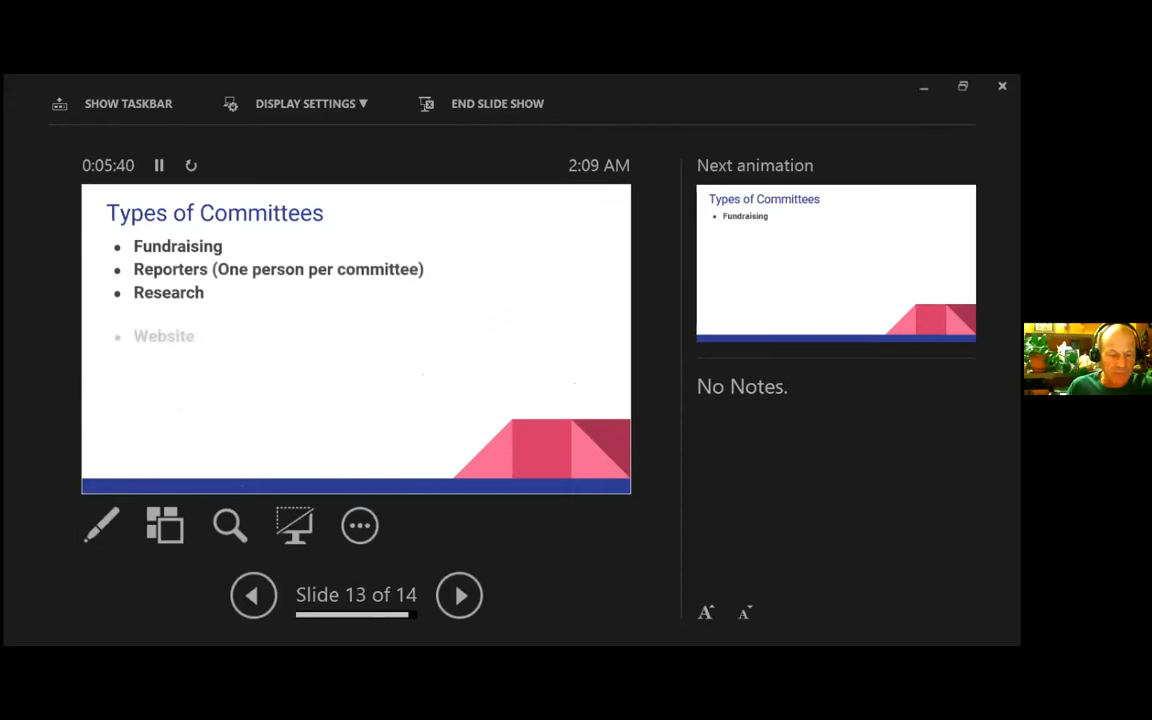 SHOW TASKBAR
DISPLAY SETTINGS ▼
END SLIDE SHOW
0:05:40
2:09 AM
Types of Committees
• Fundraising
• Reporters (One person per committee)
• Research
• Website
Slide 13 of 14
Next animation
Types of Committees
• Fundraising
No Notes.
A A